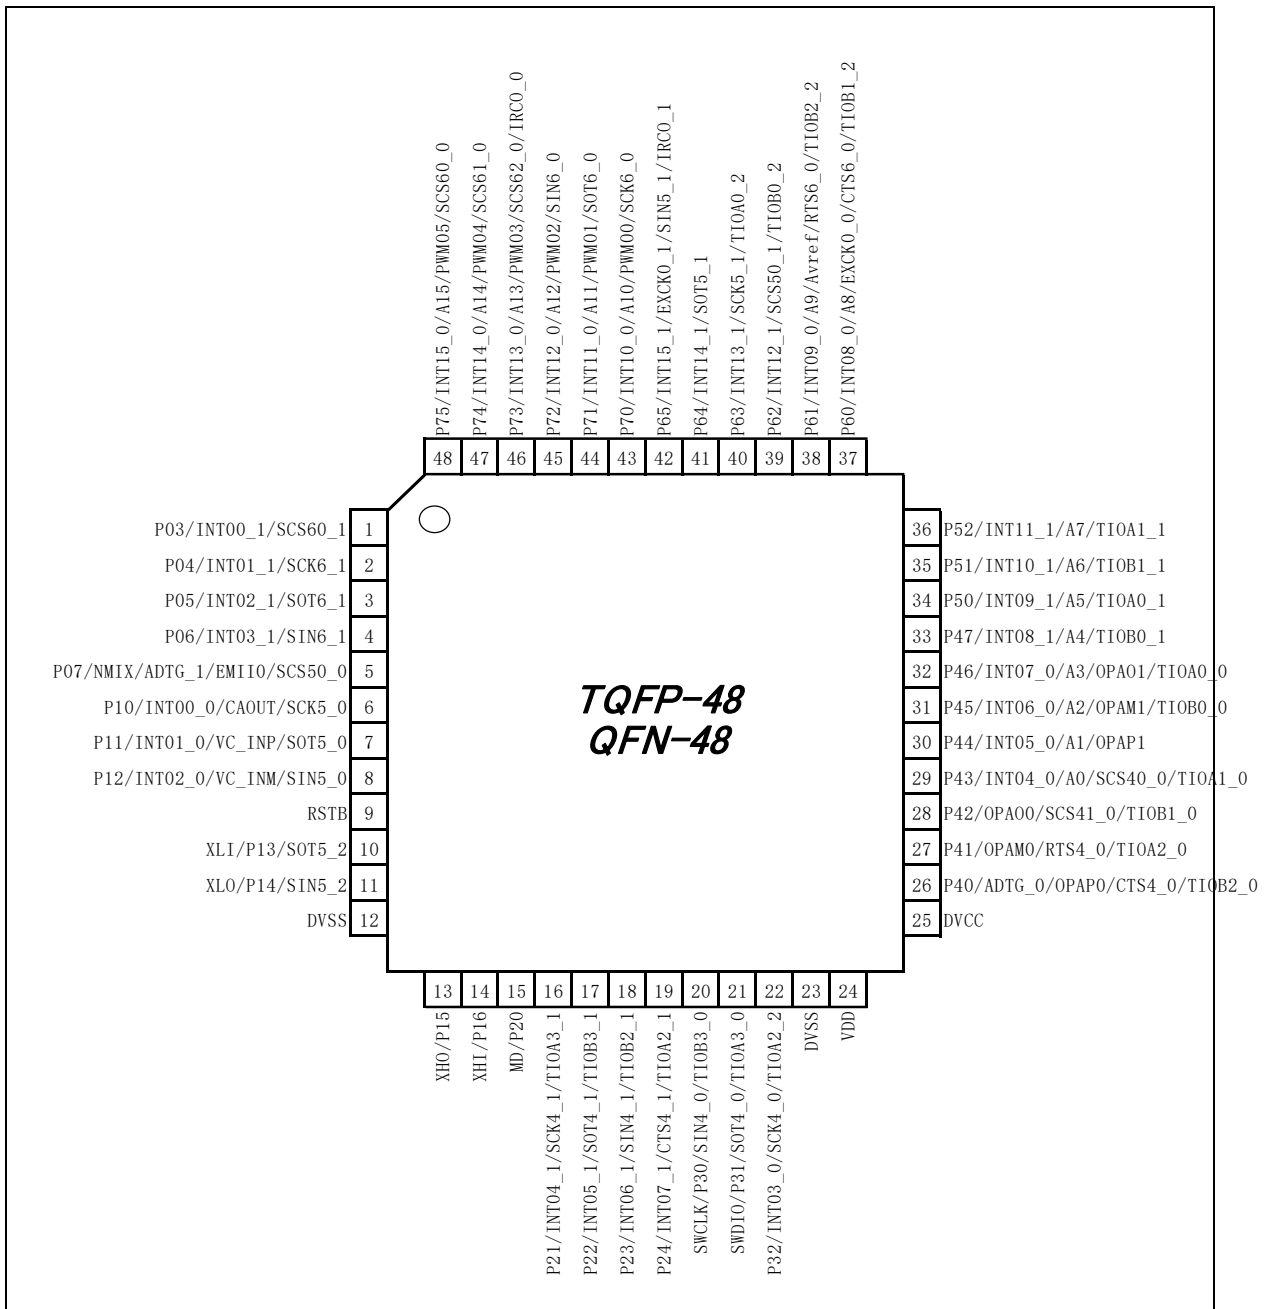 P75/INT15_0/A15/PWM05/SCS60_0
P74/INT14_0/A14/PWM04/SCS61_0
P73/INT13_0/A13/PWM03/SCS62_0/IRCO_0
P72/INT12_0/A12/PWM02/SIN6_0
P71/INT11_0/A11/PWM01/SOT6_0
P70/INT10_0/A10/PWM00/SCK6_0
P65/INT15_1/EXCK0_1/SIN5_1/IRCO_1
P64/INT14_1/SOT5_1
P63/INT13_1/SCK5_1/TIOA0_2
P62/INT12_1/SCS50_1/TIOB0_2
P61/INT09_0/A9/Avref/RTS6_0/TIOB2_2
P60/INT08_0/A8/EXCK0_0/CTS6_0/TIOB1_2
48 47 46 45 44 43 42 41 40 39 38 37
P03/INT00_1/SCS60_1 1
P04/INT01_1/SCK6_1 2
P05/INT02_1/SOT6_1 3
P06/INT03_1/SIN6_1 4
P07/NMIX/ADTG_1/EMII0/SCS50_0 5
P10/INT00_0/CAOUT/SCK5_0 6
P11/INT01_0/VC_INP/SOT5_0 7
P12/INT02_0/VC_INM/SIN5_0 8
RSTB 9
XLI/P13/SOT5_2 10
XLO/P14/SIN5_2 11
DVSS 12
TQFP-48
QFN-48
36 P52/INT11_1/A7/TIOA1_1
35 P51/INT10_1/A6/TIOB1_1
34 P50/INT09_1/A5/TIOA0_1
33 P47/INT08_1/A4/TIOB0_1
32 P46/INT07_0/A3/OPAO1/TIOA0_0
31 P45/INT06_0/A2/OPAM1/TIOB0_0
30 P44/INT05_0/A1/OPAP1
29 P43/INT04_0/A0/SCS40_0/TIOA1_0
28 P42/OPAO0/SCS41_0/TIOB1_0
27 P41/OPAM0/RTS4_0/TIOA2_0
26 P40/ADTG_0/OPAP0/CTS4_0/TIOB2_0
25 DVCC
13 14 15 16 17 18 19 20 21 22 23 24
XHO/P15
XHI/P16
MD/P20
P21/INT04_1/SCK4_1/TIOA3_1
P22/INT05_1/SOT4_1/TIOB3_1
P23/INT06_1/SIN4_1/TIOB2_1
P24/INT07_1/CTS4_1/TIOA2_1
SWCLK/P30/SIN4_0/TIOB3_0
SWDIO/P31/SOT4_0/TIOA3_0
P32/INT03_0/SCK4_0/TIOA2_2
DVSS
VDD